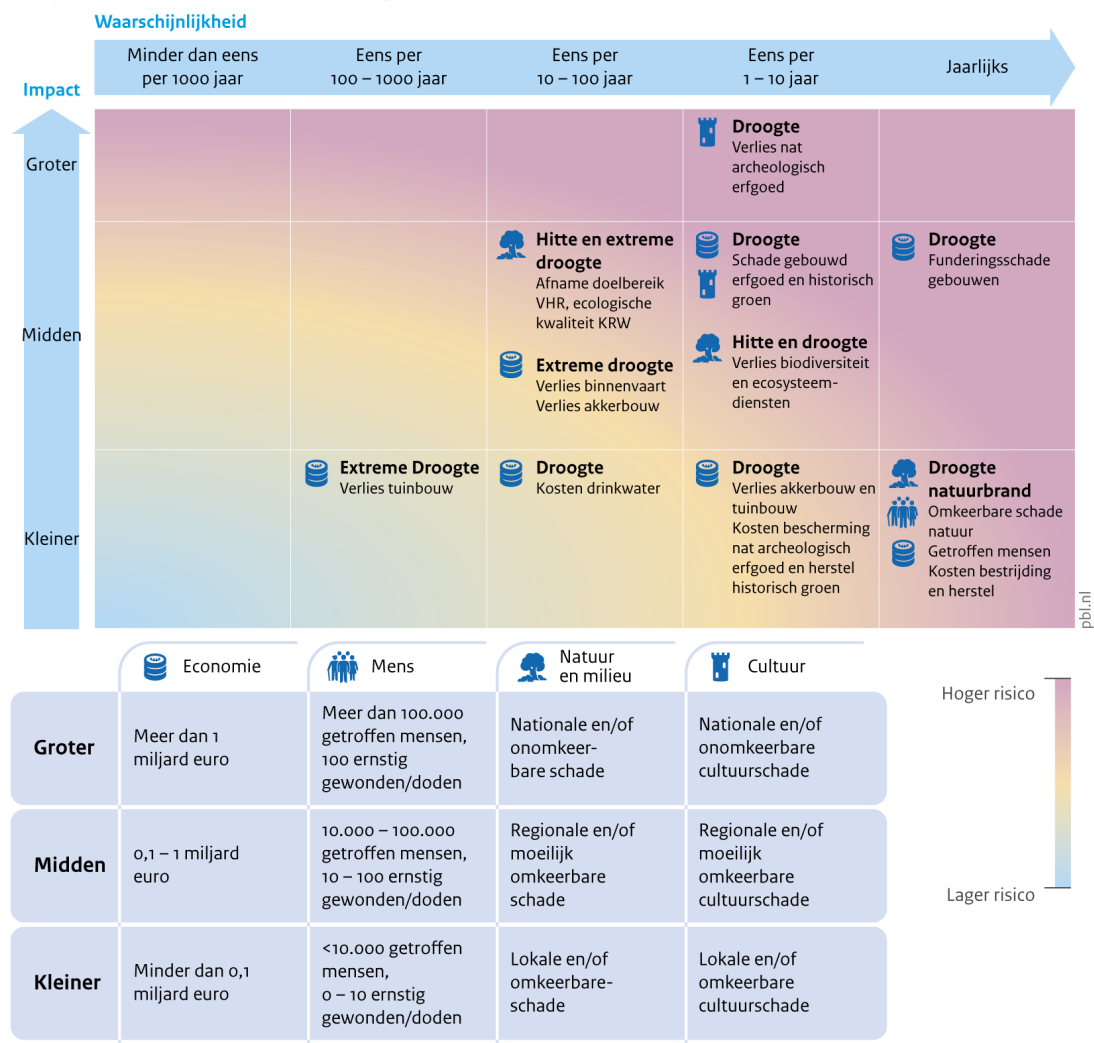 Waarschijnlijkheid
Minder dan eens
per 1000 jaar
Eens per
100 – 1000 jaar
Eens per
10 – 100 jaar
Eens per
1 – 10 jaar
Jaarlijks
Impact
Groter
Droogte
Verlies nat
archeologisch
erfgoed
Midden
Hitte en extreme
droogte
Afname doelbereik
VHR, ecologische
kwaliteit KRW
Extreme droogte
Verlies binnenvaart
Verlies akkerbouw
Droogte
Schade gebouwd
erfgoed en historisch
groen
Hitte en droogte
Verlies biodiversiteit
en ecosysteem-
diensten
Droogte
Funderingsschade
gebouwen
Kleiner
Extreme Droogte
Verlies tuinbouw
Droogte
Kosten drinkwater
Droogte
Verlies akkerbouw en
tuinbouw
Kosten bescherming
nat archeologisch
erfgoed en herstel
historisch groen
Droogte
natuurbrand
Omkeerbare schade
natuur
Getroffen mensen
Kosten bestrijding
en herstel
pbl.nl
Economie
Mens
Natuur
en milieu
Cultuur
Groter
Meer dan 1
miljard euro
Meer dan 100.000
getroffen mensen,
100 ernstig
gewonden/doden
Nationale en/of
onomkeer-
bare schade
Nationale en/of
onomkeerbare
cultuurschade
Midden
0,1 – 1 miljard
euro
10.000 – 100.000
getroffen mensen,
10 – 100 ernstig
gewonden/doden
Regionale en/of
moeilijk
omkeerbare
schade
Regionale en/of
moeilijk
omkeerbare
cultuurschade
Kleiner
Minder dan 0,1
miljard euro
<10.000 getroffen
mensen,
0 – 10 ernstig
gewonden/doden
Lokale en/of
omkeerbare-
schade
Lokale en/of
omkeerbare
cultuurschade
Hoger risico
Lager risico